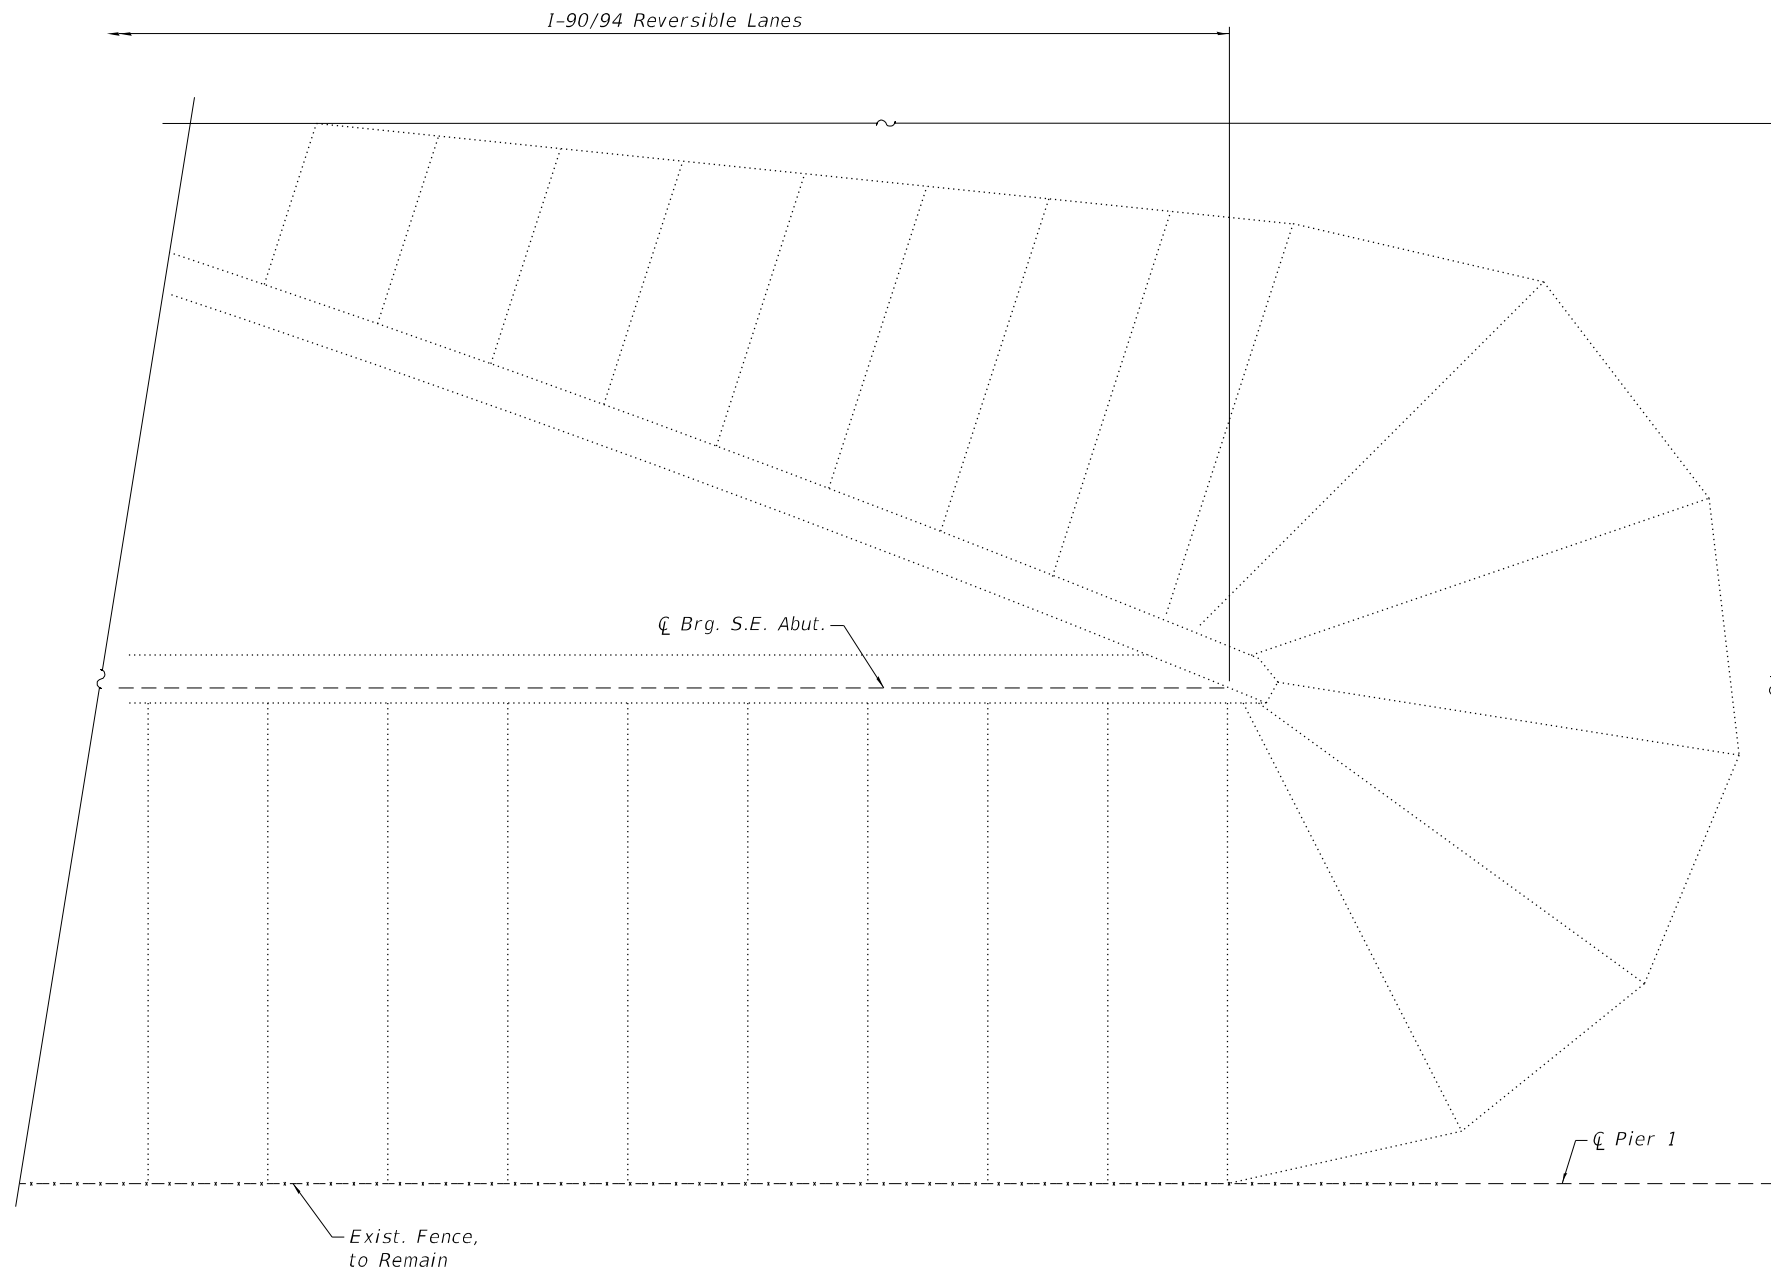 I-90/94 Reversible Lanes
℄ Brg. S.E. Abut.
℄ Pier 1
Exist. Fence,
to Remain